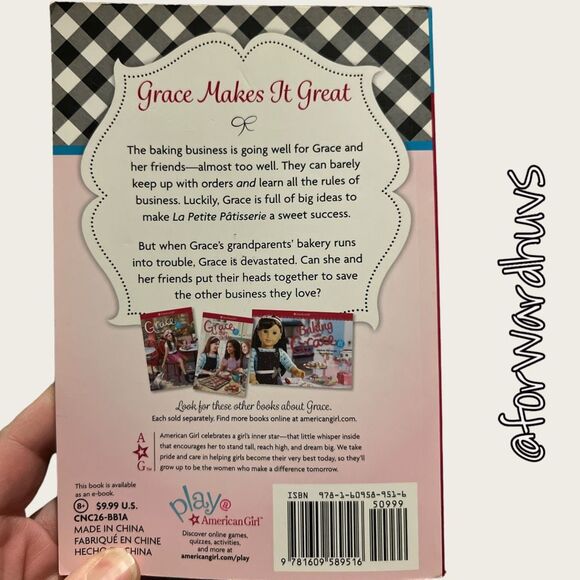 Grace Makes It Great
The baking business is going well for Grace and
her friends—almost too well. They can barely
keep up with orders and learn all the rules of
business. Luckily, Grace is full of big ideas to
make La Petite Pâtisserie a sweet success.
But when Grace's grandparents' bakery runs
into trouble, Grace is devastated. Can she and
her friends put their heads together to save
the other business they love?
Grace
Grace
Baking
Look for these other books about Grace.
Each sold separately. Find more books online at americangirl.com.
A
G™
American Girl celebrates a girl's inner star—that little whisper inside
that encourages her to stand tall, reach high, and dream big. We take
pride and care in helping girls become their very best today, so they'll
grow up to be the women who make a difference tomorrow.
This book is available
as an e-book.
8+ $9.99 U.S.
CNC26-BB1A
MADE IN CHINA
FABRIQUÉ EN CHINE
HECHO CHINA
play@
American Girl®
Discover online games,
quizzes, activities,
and more at
americangirl.com/play
ISBN 978-1-60958-951-6
50999
9 781609 589516
@forwardhuvs